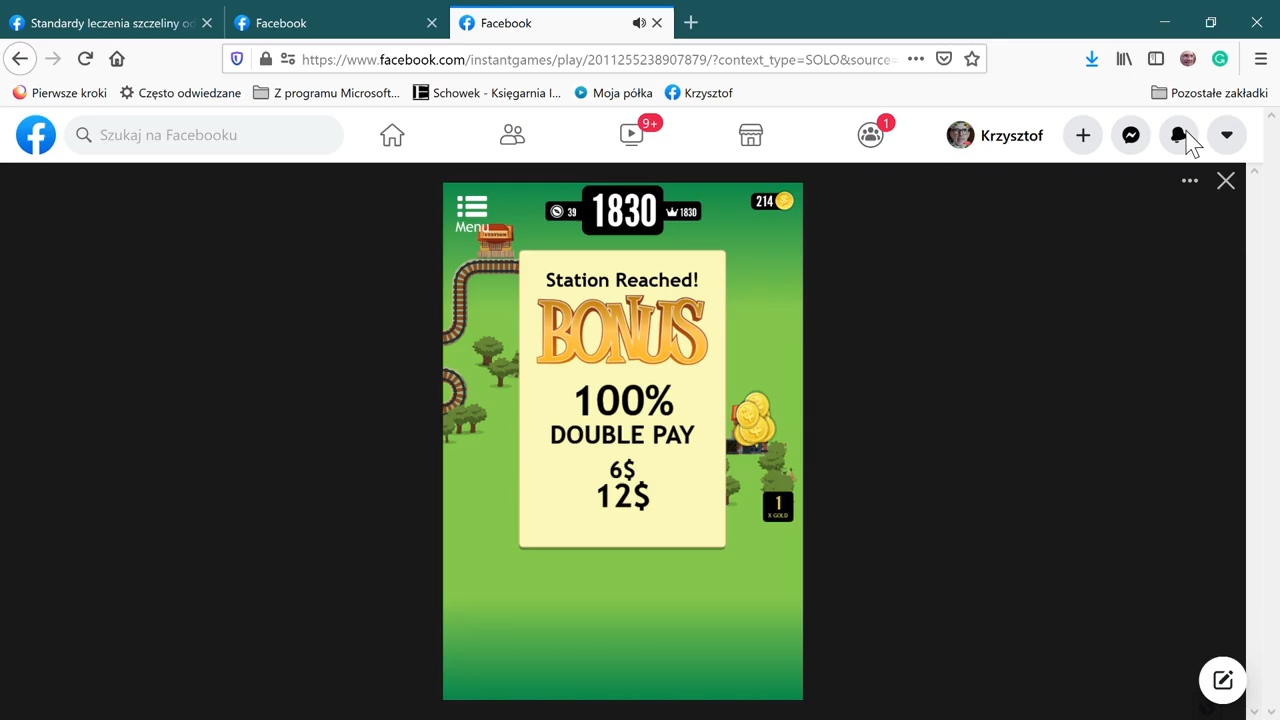 Standardy leczenia szczeliny o
Facebook
Facebook
https://www.facebook.com/instantgames/play/2011255238907879/?context_type=SOLO&source=
Pierwsze kroki
Często odwiedzane
Z programu Microsoft...
Schowek - Księgarnia I...
Moja półka
Krzysztof
Pozostałe zakładki
Szukaj na Facebooku
9+
1
Krzysztof
Menu
39
1830
1830
214
STATION
Station Reached!
BONUS
100%
DOUBLE PAY
6$
12$
1
X GOLD